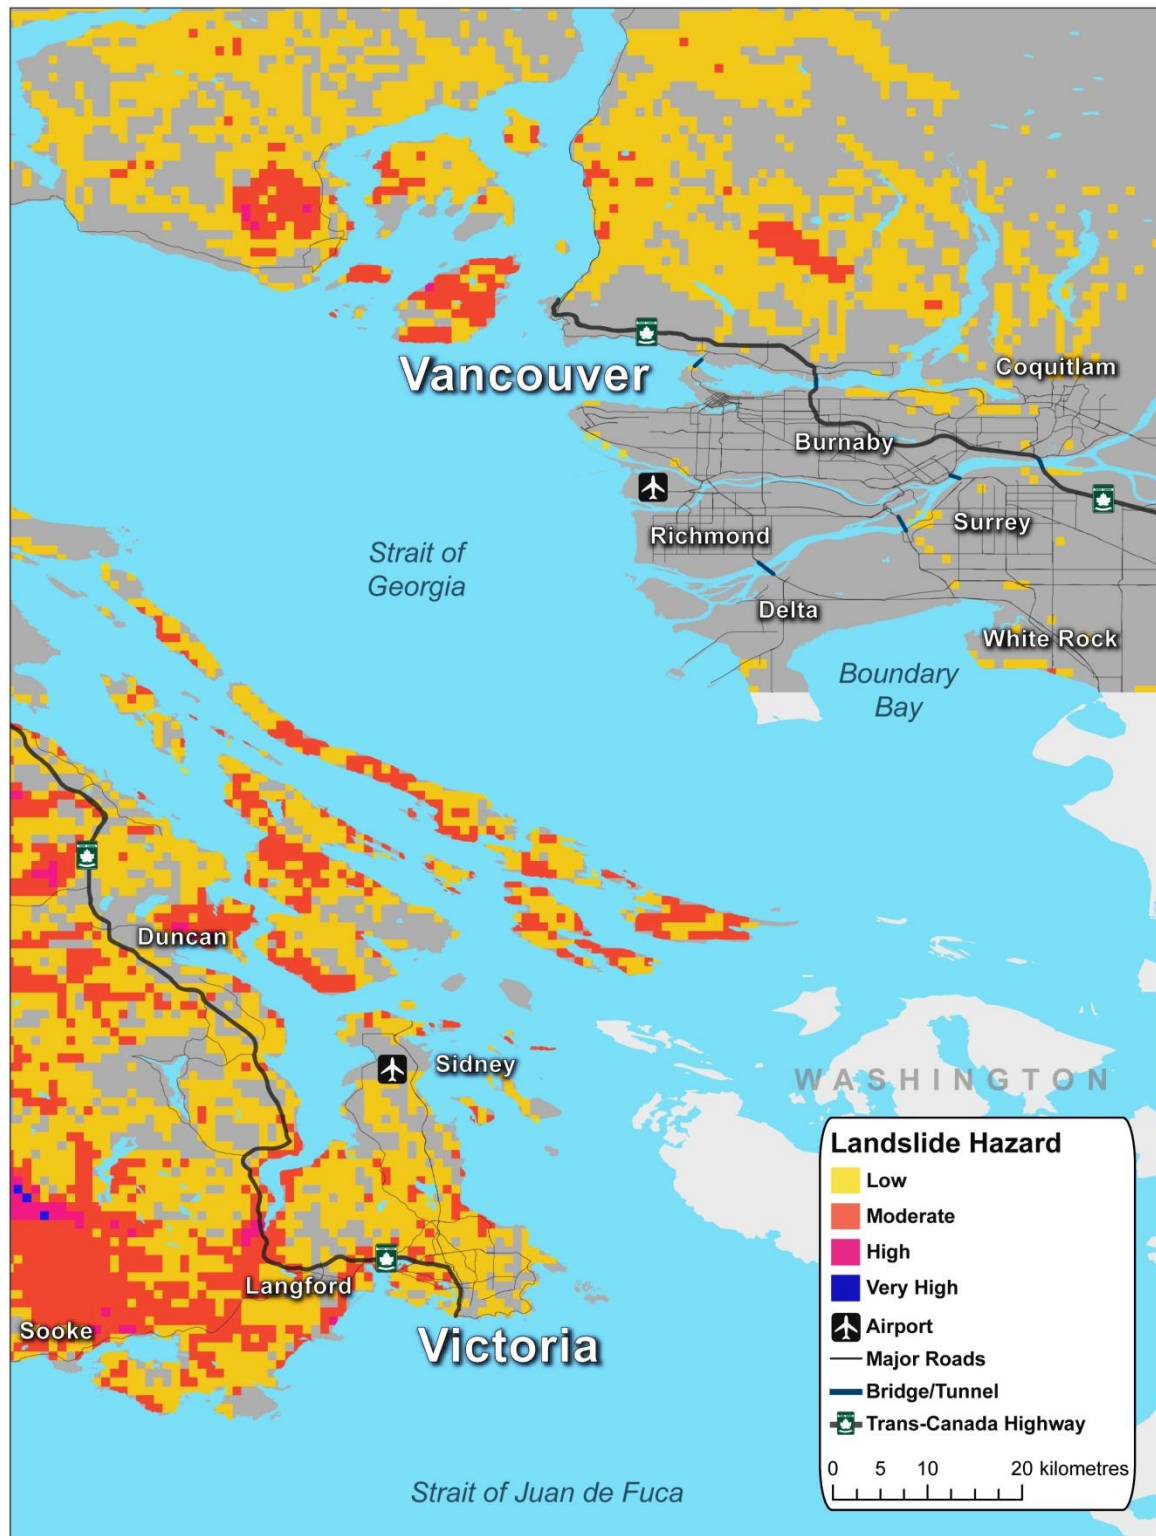 Vancouver
Coquitlam
Burnaby
Richmond
Surrey
Strait of
Georgia
Delta
White Rock
Boundary
Bay
Duncan
Sidney
WASHINGTON
Langford
Sooke
Victoria
Strait of Juan de Fuca
Landslide Hazard
Low
Moderate
High
Very High
Airport
Major Roads
Bridge/Tunnel
Trans-Canada Highway
0 5 10 20 kilometres